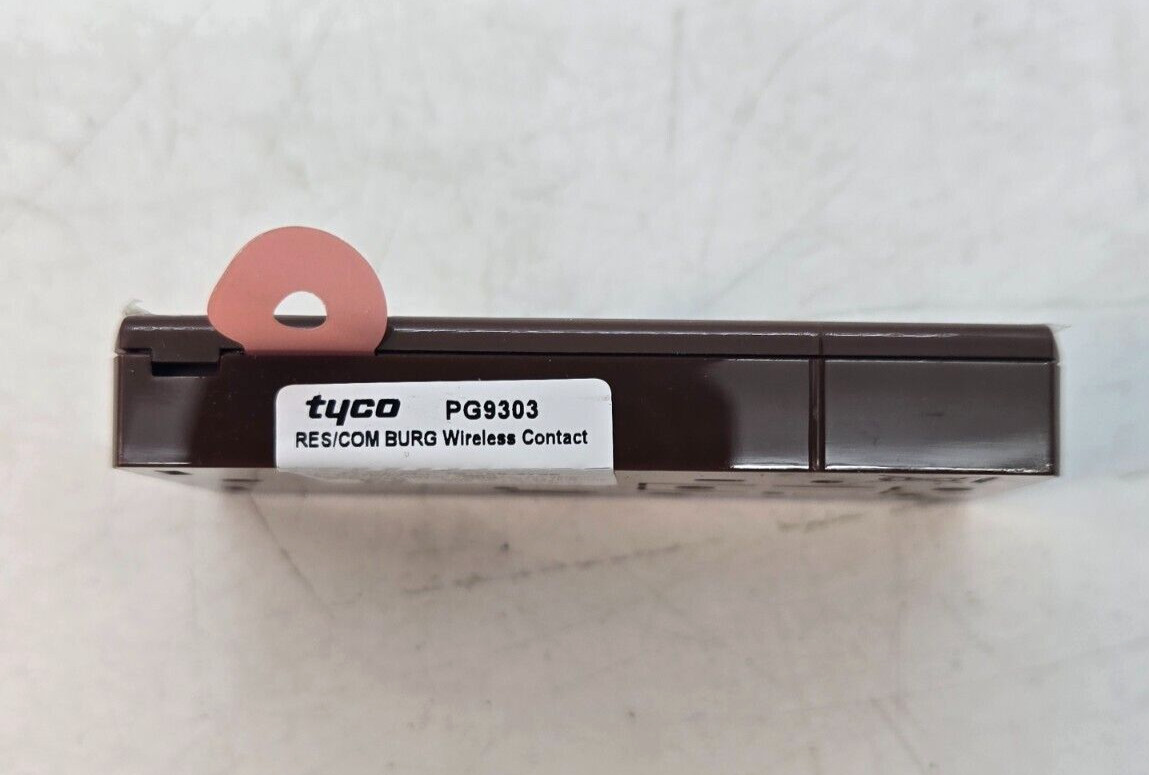 tyco PG9303
RES/COM BURG Wireless Contact